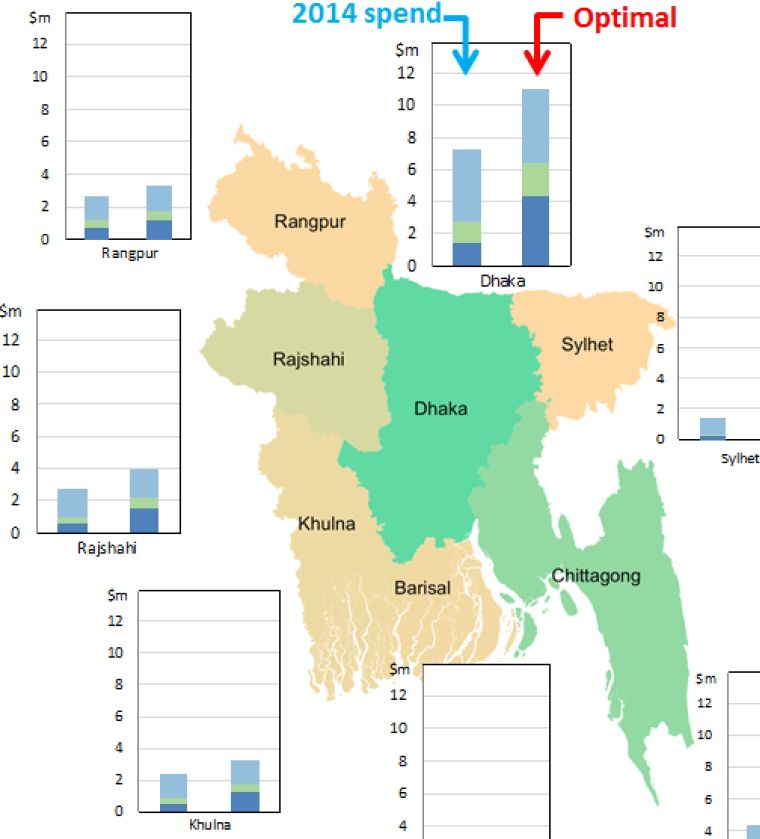 2014 spend
Optimal
$m
12
10
8
6
4
2
0
Rangpur
$m
12
10
8
6
4
2
0
Dhaka
Rangpur
$m
12
10
8
6
4
2
0
Sylhet
$m
12
10
8
6
4
2
0
Rajshahi
Rajshahi
Dhaka
Sylhet
Khulna
Barisal
Chittagong
$m
12
10
8
6
4
2
0
Khulna
$m
12
10
8
6
4
$m
12
10
8
6
4